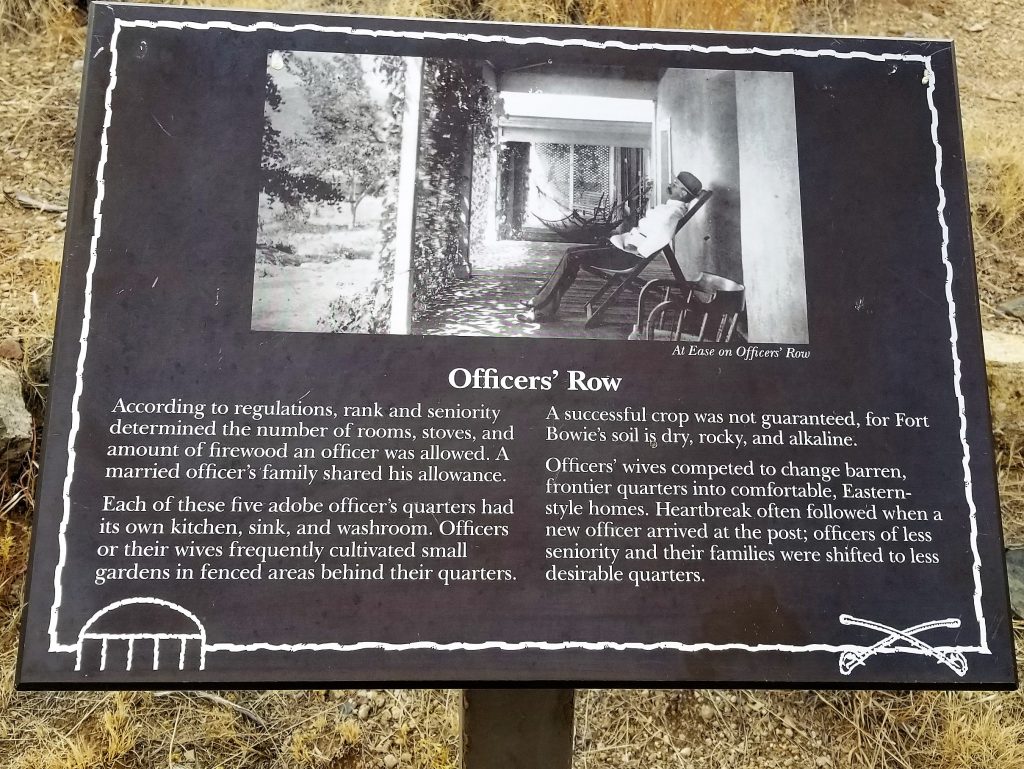 At Ease on Officers' Row
Officers' Row
According to regulations, rank and seniority
determined the number of rooms, stoves, and
amount of firewood an officer was allowed. A
married officer's family shared his allowance.
Each of these five adobe officer's quarters had
its own kitchen, sink, and washroom. Officers
or their wives frequently cultivated small
gardens in fenced areas behind their quarters.
A successful crop was not guaranteed, for Fort
Bowie's soil is dry, rocky, and alkaline.
Officers' wives competed to change barren,
frontier quarters into comfortable, Eastern-
style homes. Heartbreak often followed when a
new officer arrived at the post; officers of less
seniority and their families were shifted to less
desirable quarters.